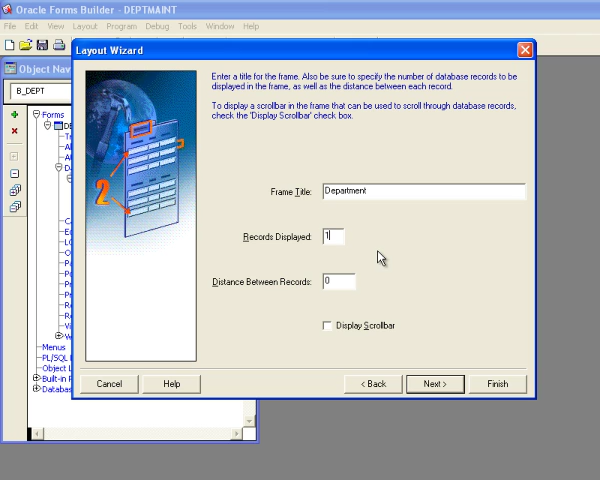 Oracle Forms Builder - DEPTMAINT
File Edit View Layout Program Debug Tools Window Help
Object Nav
B_DEPT
Forms
DE
Menus
PL/SQL
Object L
Built-in P
Databas
Layout Wizard
Enter a title for the frame. Also be sure to specify the number of database records to be
displayed in the frame, as well as the distance between each record.
To display a scrollbar in the frame that can be used to scroll through database records,
check the 'Display Scrollbar' check box.
2
Frame Title: Department
Records Displayed: 1
Distance Between Records: 0
Display Scrollbar
Cancel Help < Back Next > Finish